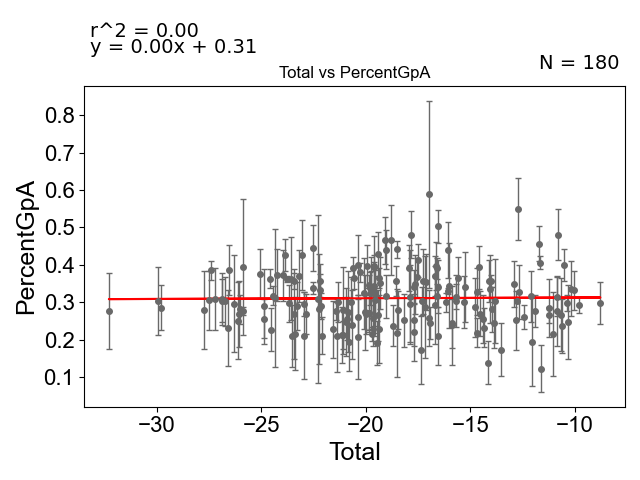 r^2 = 0.00
y = 0.00x + 0.31
N = 180
Total vs PercentGpA
PercentGpA
0.8
0.7
0.6
0.5
0.4
0.3
0.2
0.1
−30
−25
−20
−15
−10
Total